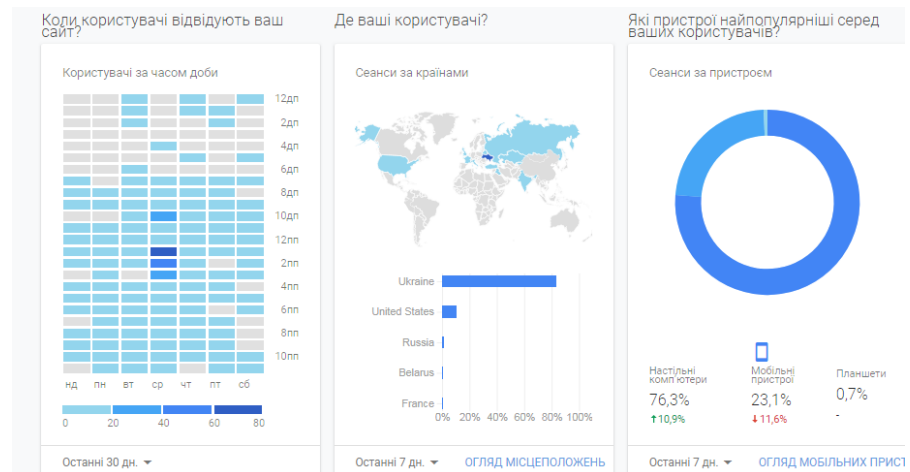 Коли користувачі відвідують ваш
сайт?
Користувачі за часом доби
12дп
2дп
4дп
6дп
8дп
10дп
12пп
2пп
4пп
6пп
8пп
10пп
нд пн вт ср чт пт сб
0 20 40 60 80
Останні 30 дн.
Де ваші користувачі?
Сеанси за країнами
Ukraine
United States
Russia
Belarus
France
0% 20% 40% 60% 80% 100%
Останні 7 дн. ОГЛЯД МІСЦЕПОЛОЖЕНЬ
Які пристрої найпопулярніші серед
ваших користувачів?
Сеанси за пристроєм
Настільні
комп'ютери
76,3%
↑10,9%
Мобільні
пристрої
23,1%
↓11,6%
Планшети
0,7%
-
Останні 7 дн. ОГЛЯД МОБІЛЬНИХ ПРИСТ